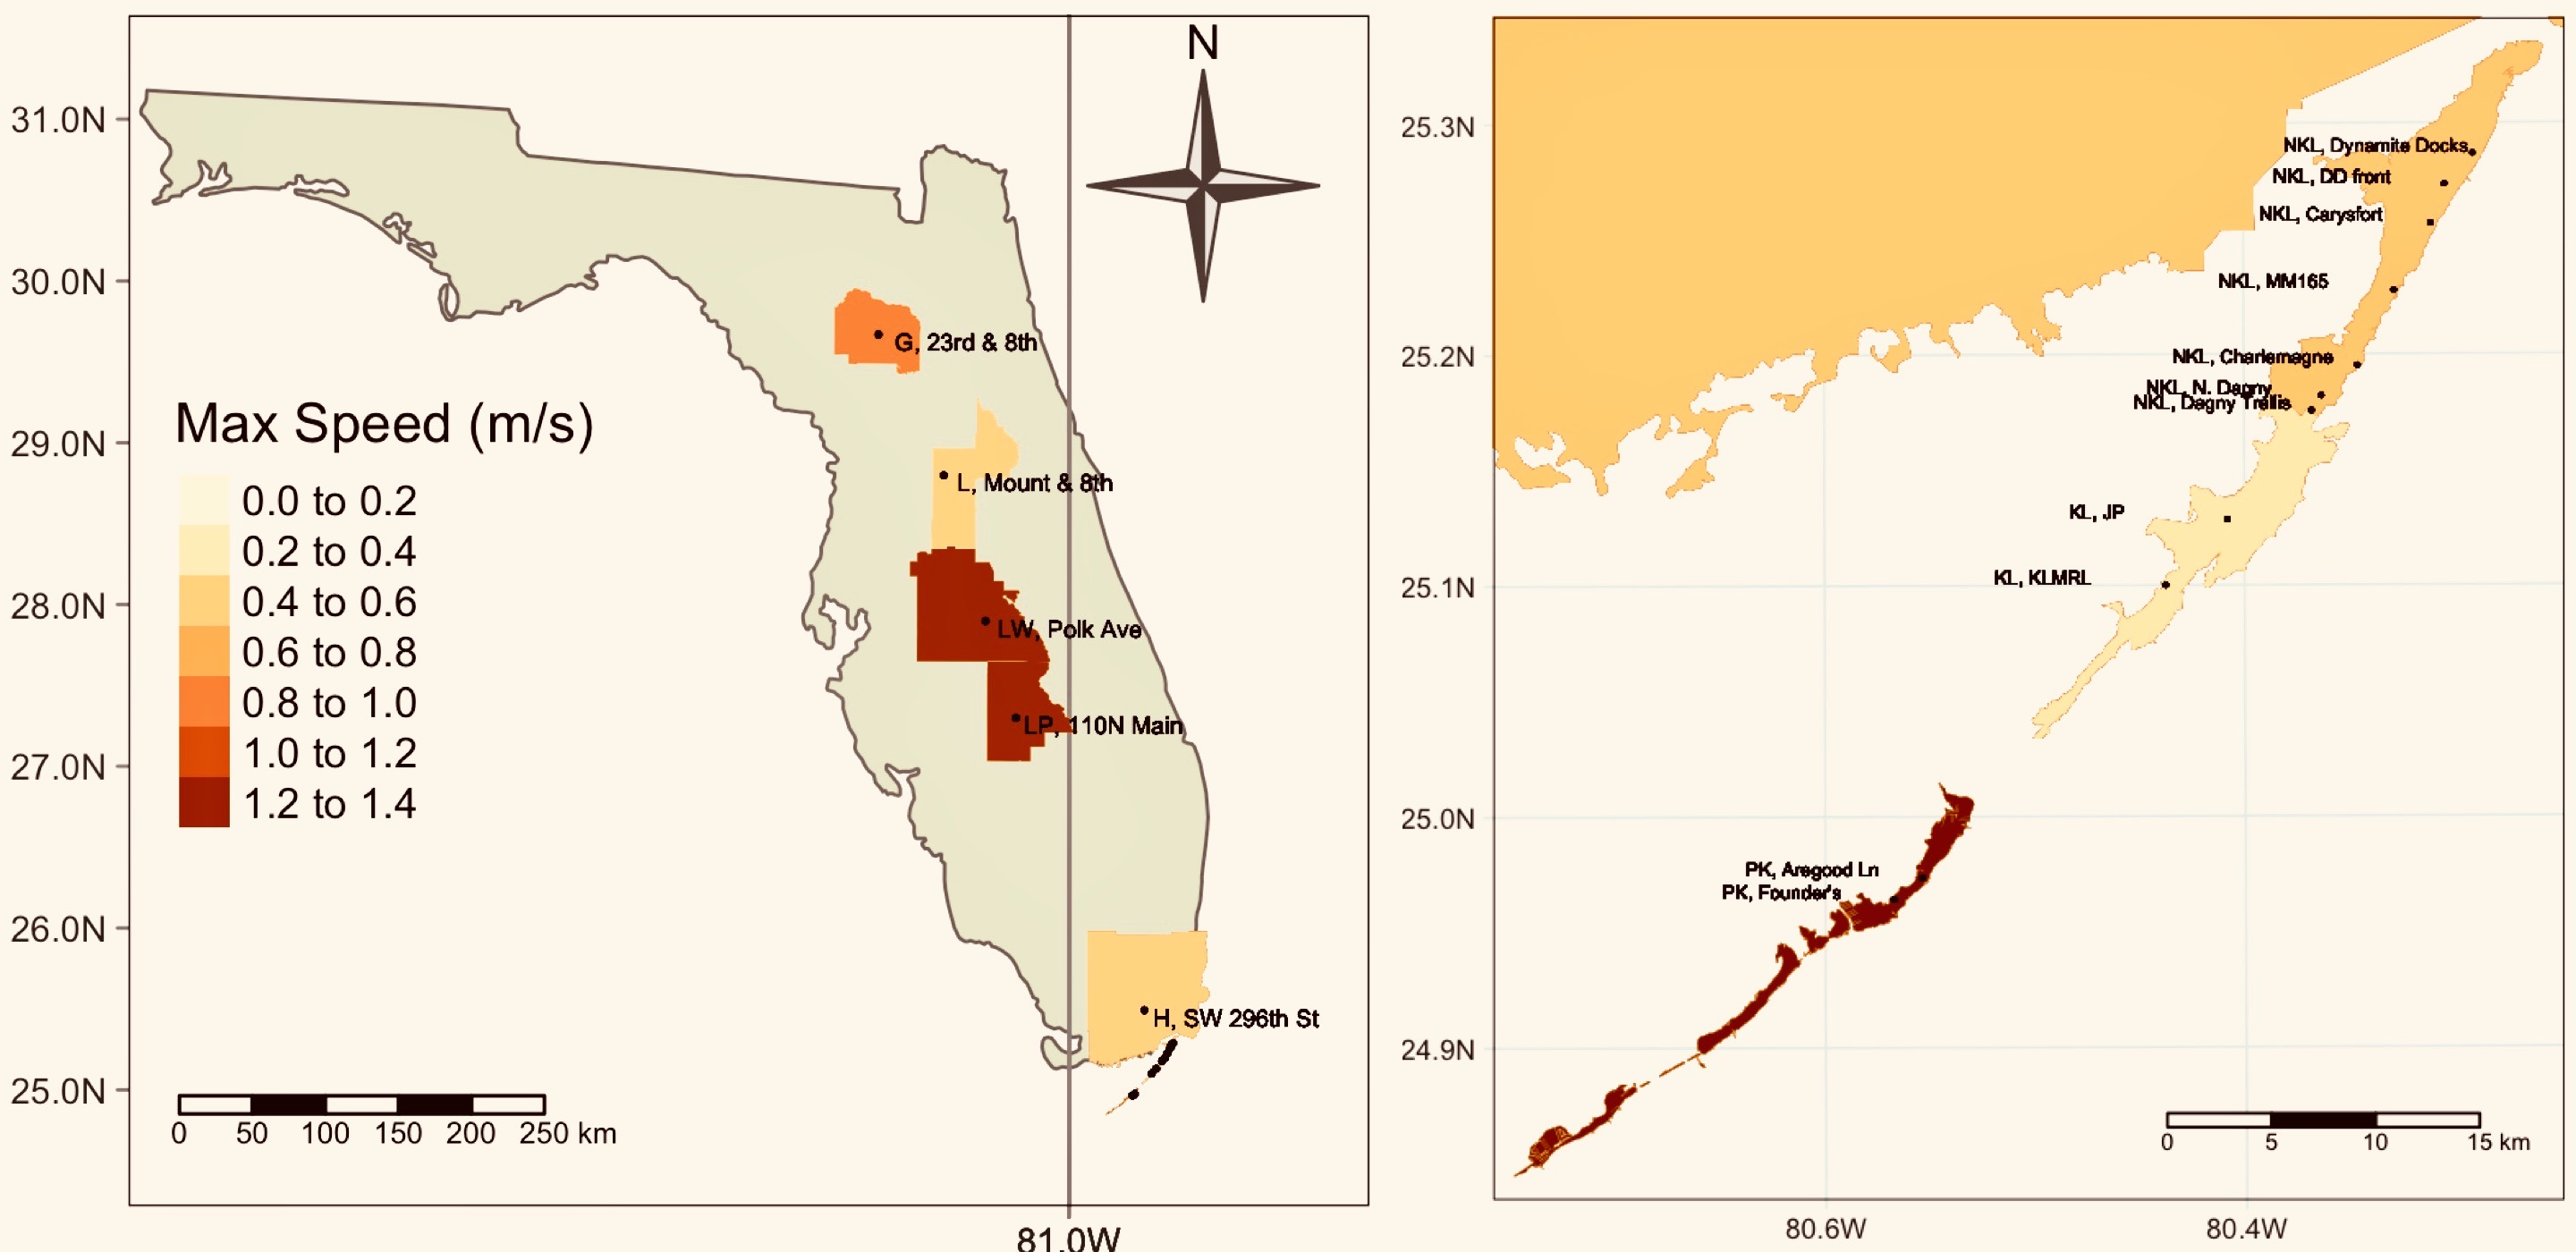 N
31.0N
30.0N
29.0N
28.0N
27.0N
26.0N
25.0N
G, 23rd & 8th
L, Mount & 8th
LW, Polk Ave
LP, 110N Main
H, SW 296th St
Max Speed (m/s)
0.0 to 0.2
0.2 to 0.4
0.4 to 0.6
0.6 to 0.8
0.8 to 1.0
1.0 to 1.2
1.2 to 1.4
0 50 100 150 200 250 km
81.0W
25.3N
25.2N
25.1N
25.0N
24.9N
NKL, Dynamite Docks
NKL, DD front
NKL, Carysfort
NKL, MM165
NKL, Charlemagne
NKL, N. Dagny
NKL, Dagny Trellis
KL, JP
KL, KLMRL
PK, Aregood Ln
PK, Founder's
0 5 10 15 km
80.6W 80.4W